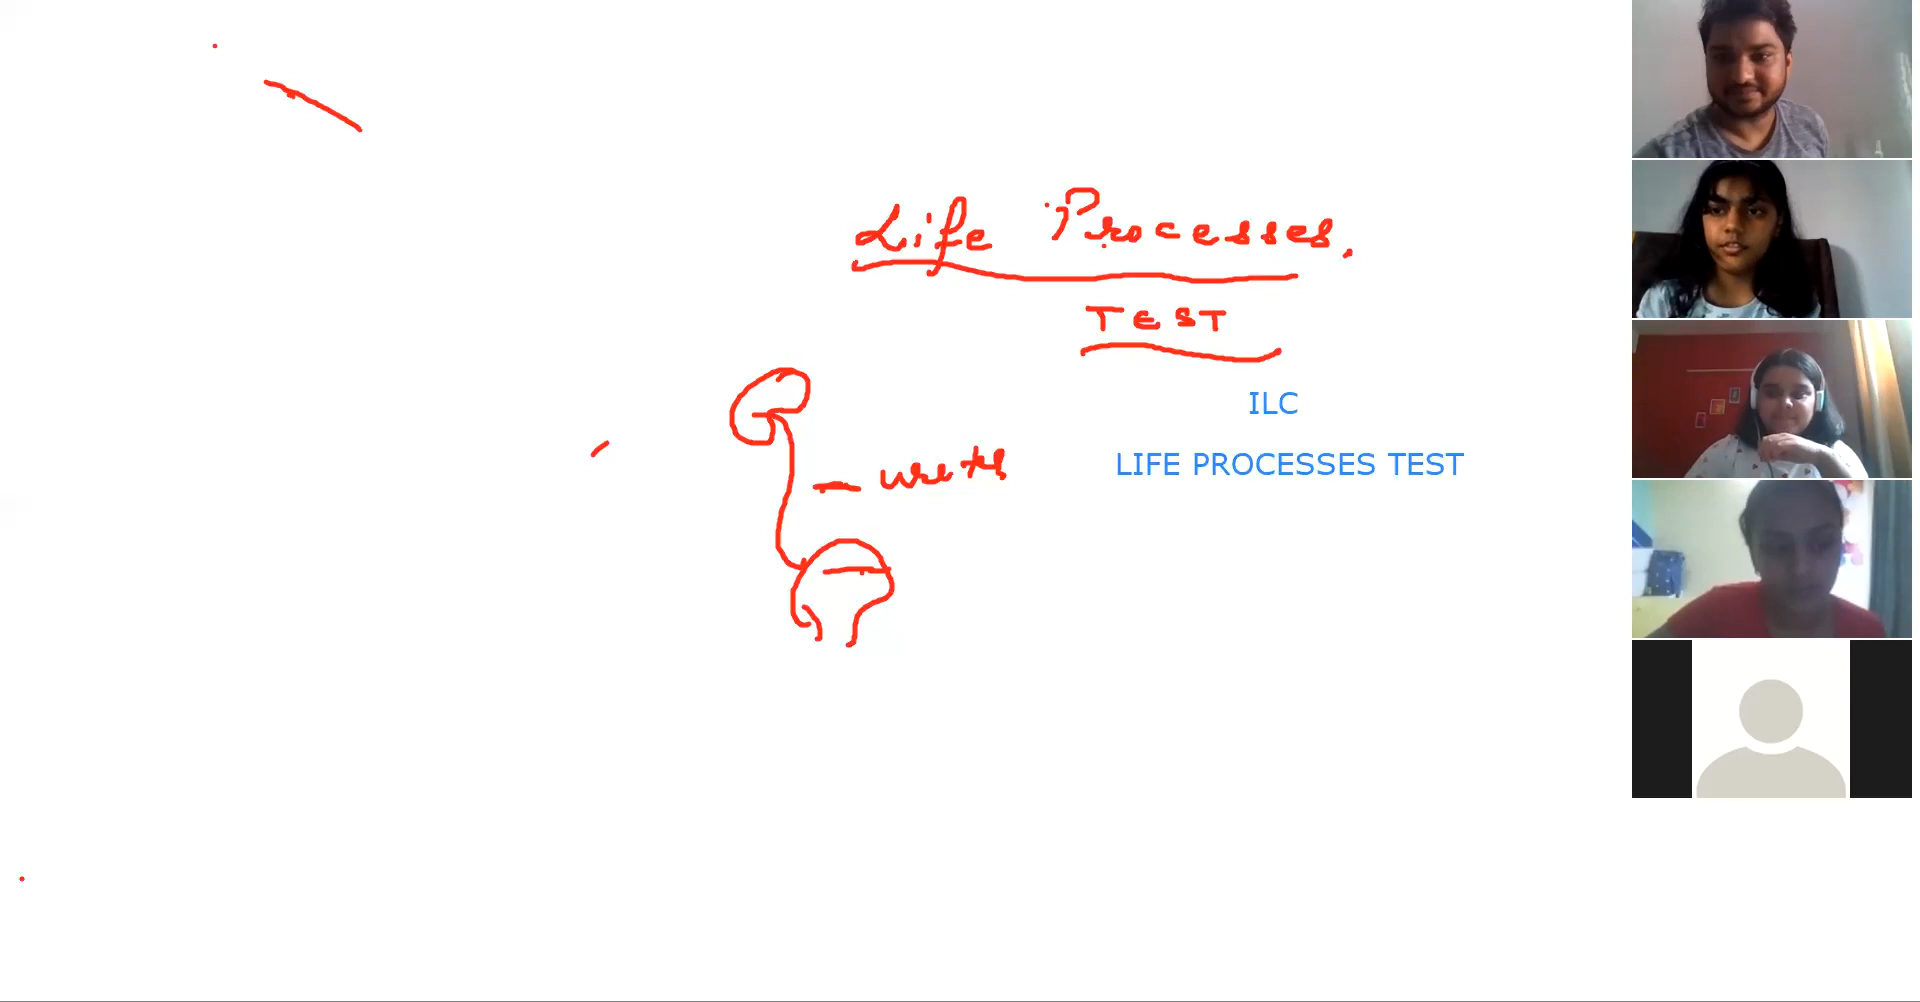 Life Processes.
TEST
ILC
LIFE PROCESSES TEST